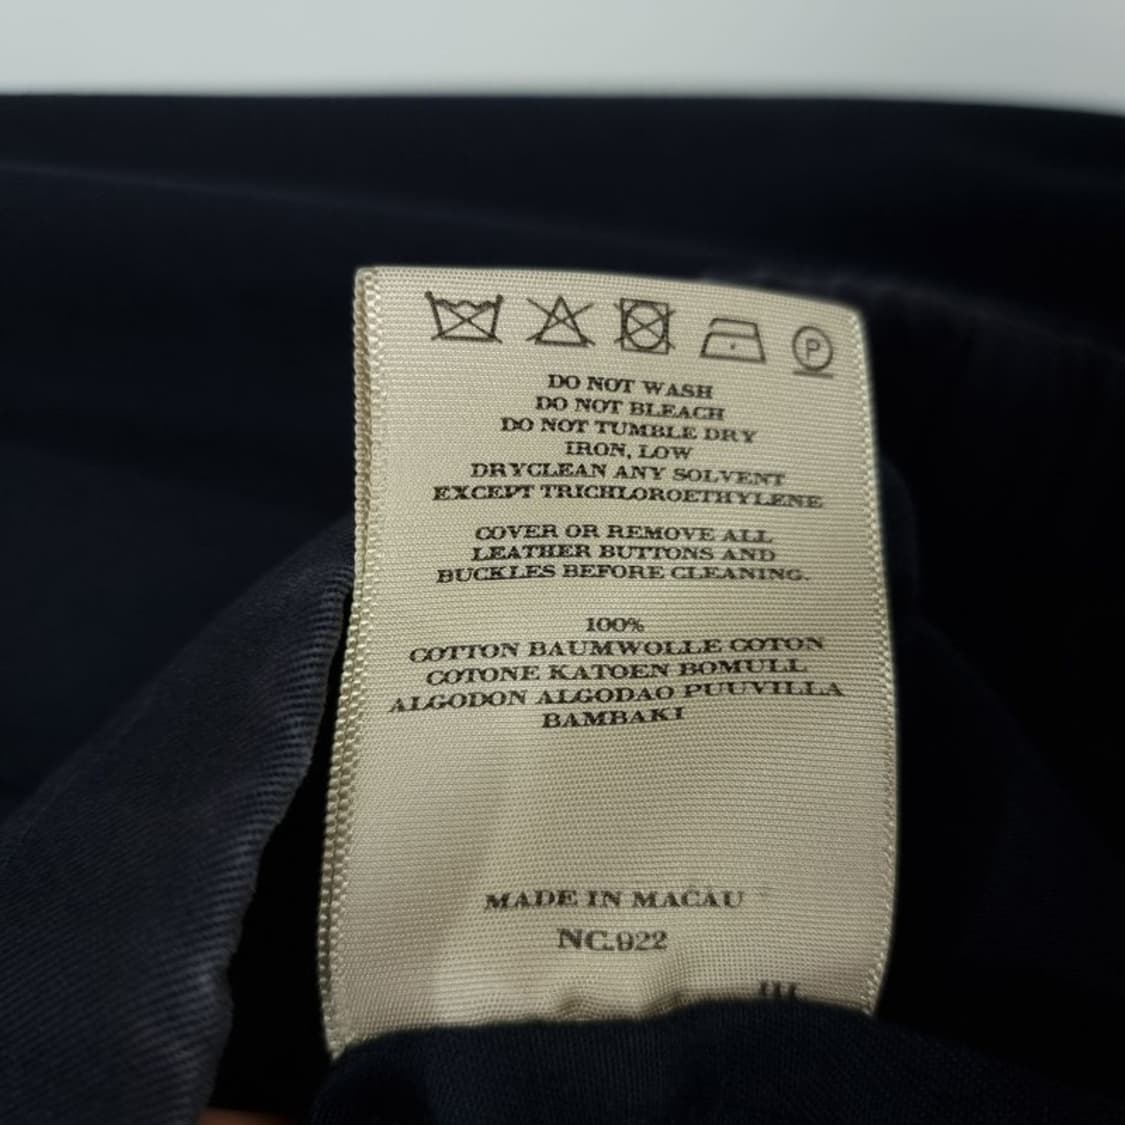 P
DO NOT WASH
DO NOT BLEACH
DO NOT TUMBLE DRY
IRON, LOW
DRYCLEAN ANY SOLVENT
EXCEPT TRICHLOROETHYLENE
COVER OR REMOVE ALL
LEATHER BUTTONS AND
BUCKLES BEFORE CLEANING.
100%
COTTON BAUMWOLLE COTON
COTONE KATOEN BOMULL
ALGODON ALGODAO PUUVILLA
BAMBAKI
MADE IN MACAU
NC.922